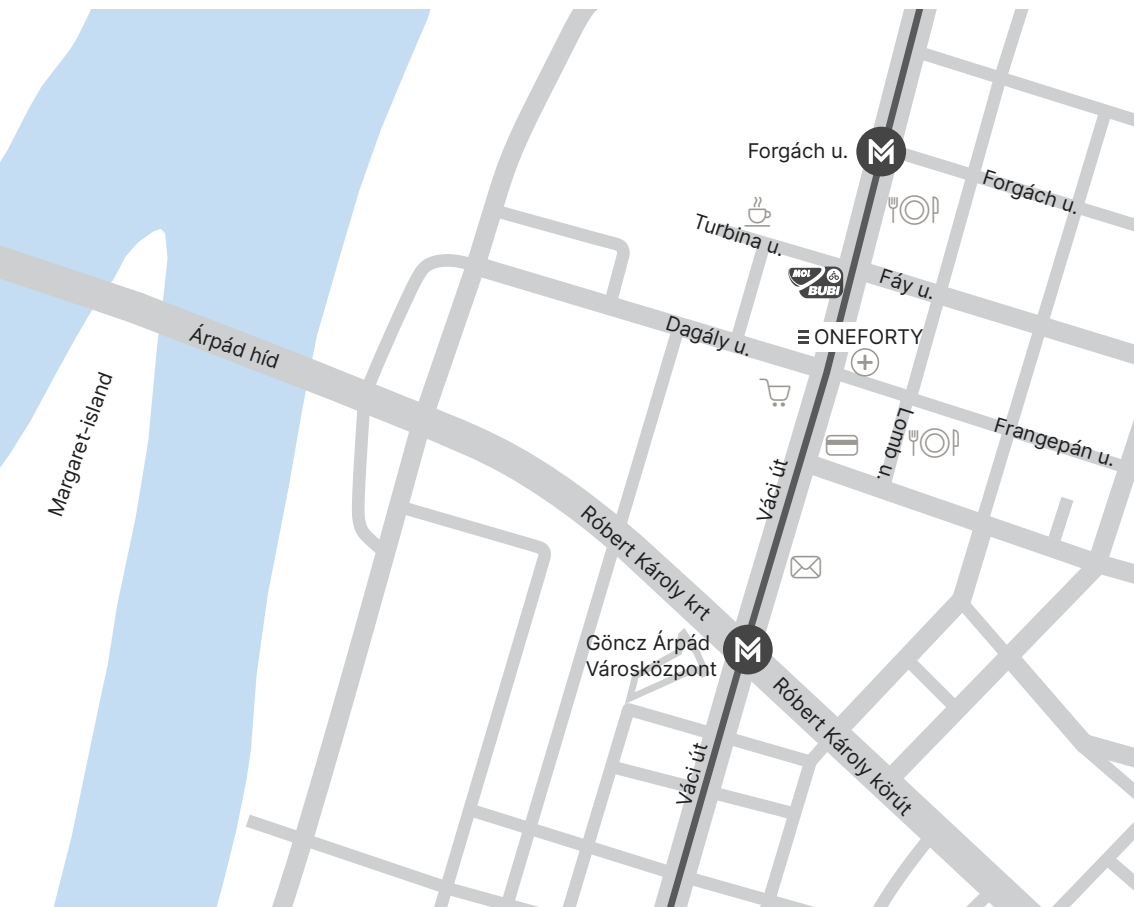 Forgách u.
Forgách u.
Turbina u.
MOL
BUBI
Fáy u.
Dagály u.
ONEFORTY
Árpád híd
Margaret-island
Lomb u.
Frangepán u.
Váci út
Róbert Károly krt
Göncz Árpád
Városközpont
Róbert Károly körút
Váci út